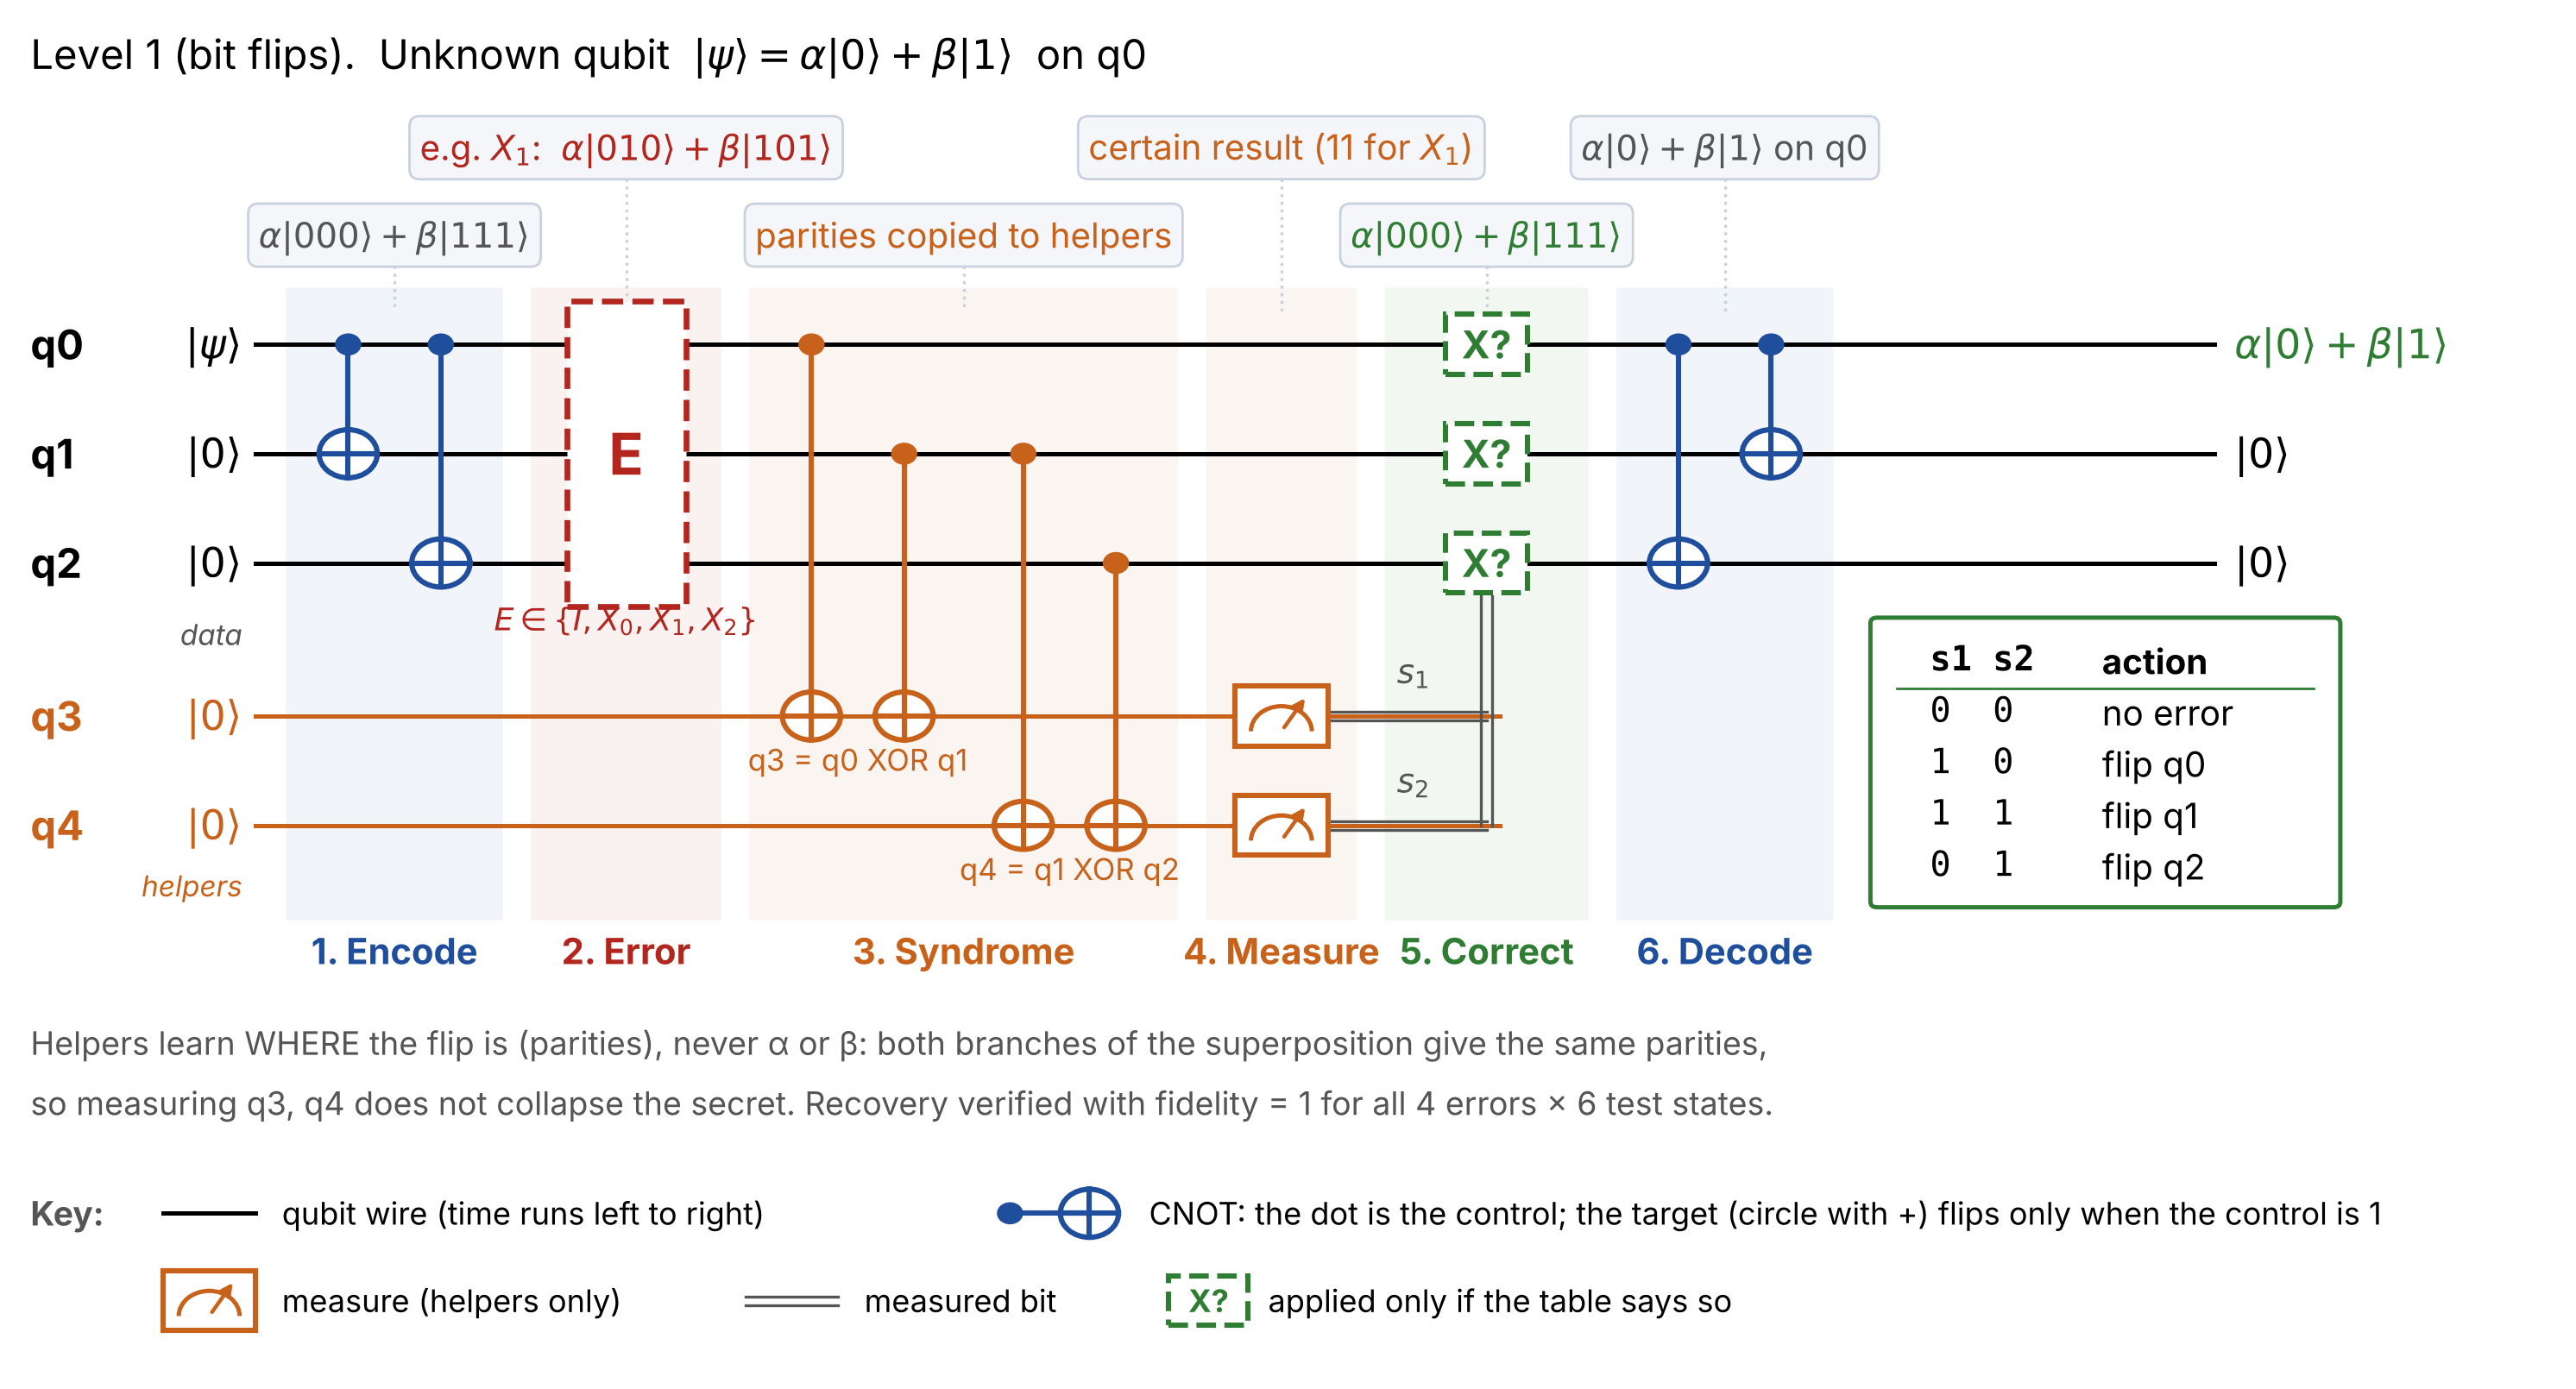 Level 1 (bit flips).  Unknown qubit |ψ⟩ = α|0⟩ + β|1⟩ on q0
e.g. X₁: α|010⟩ + β|101⟩
certain result (11 for X₁)
α|0⟩ + β|1⟩ on q0
α|000⟩ + β|111⟩
parities copied to helpers
α|000⟩ + β|111⟩
q0 |ψ⟩ X? α|0⟩ + β|1⟩
q1 |0⟩ E X? |0⟩
q2 |0⟩ X? |0⟩
data
E ∈ {I, X₀, X₁, X₂}
s₁
q3 |0⟩
q3 = q0 XOR q1
s₂
q4 |0⟩
q4 = q1 XOR q2
helpers
s1 s2 action
0 0 no error
1 0 flip q0
1 1 flip q1
0 1 flip q2
1. Encode
2. Error
3. Syndrome
4. Measure
5. Correct
6. Decode
Helpers learn WHERE the flip is (parities), never α or β: both branches of the superposition give the same parities,
so measuring q3, q4 does not collapse the secret. Recovery verified with fidelity = 1 for all 4 errors × 6 test states.
Key:
qubit wire (time runs left to right)
CNOT: the dot is the control; the target (circle with +) flips only when the control is 1
measure (helpers only)
measured bit
X? applied only if the table says so